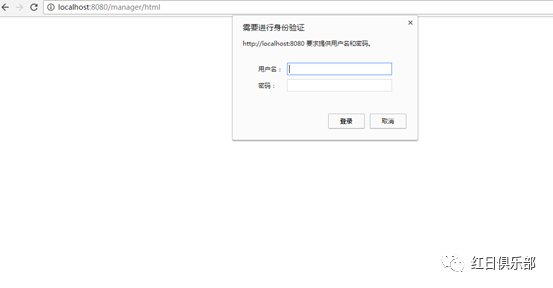 localhost:8080/manager/html
需要进行身份验证
http://localhost:8080 要求提供用户名和密码。
用户名：
密码：
登录 取消
红日俱乐部